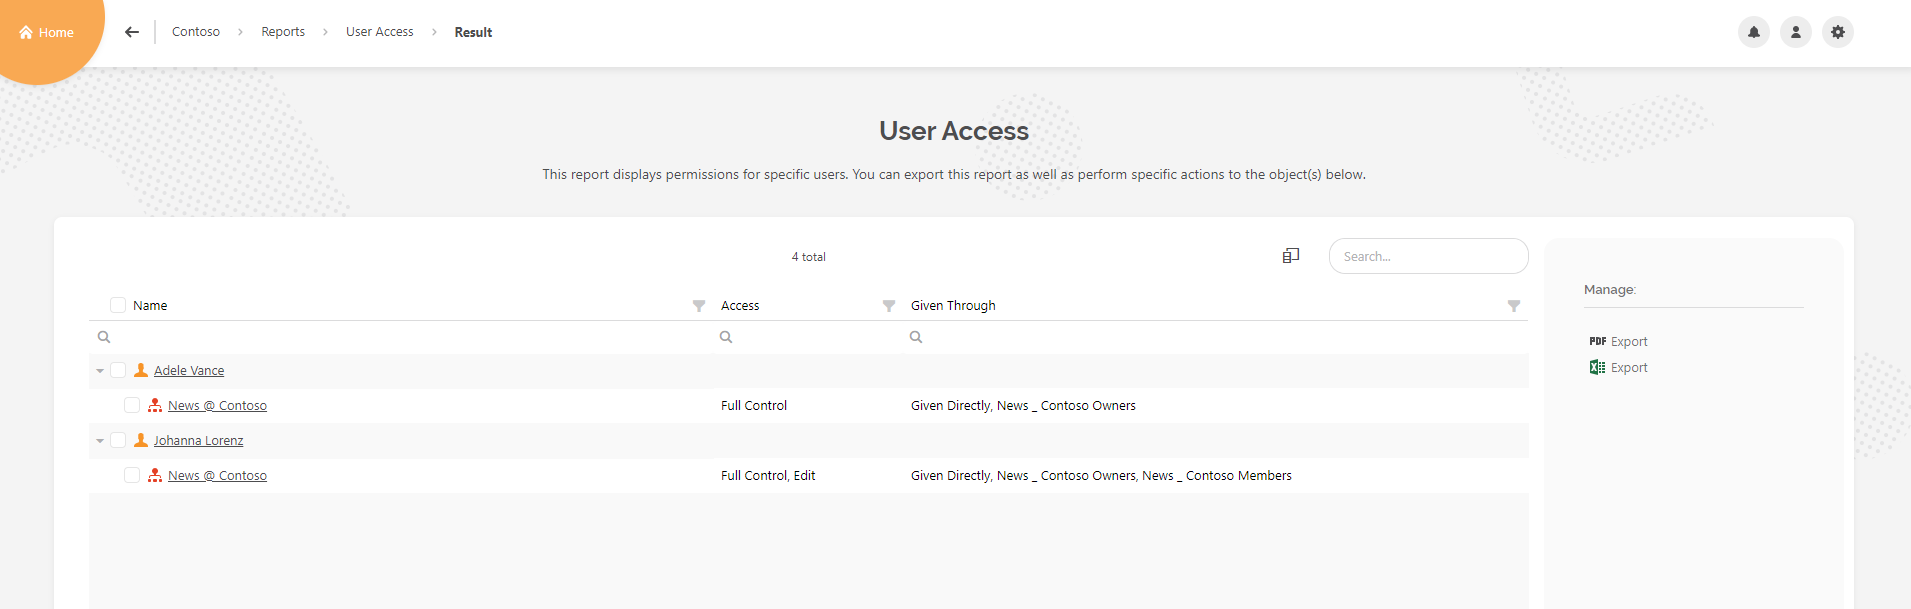 Home
Contoso > Reports > User Access > Result
User Access
This report displays permissions for specific users. You can export this report as well as perform specific actions to the object(s) below.
4 total
Search...
Name Access Given Through
Adele Vance
News @ Contoso Full Control Given Directly, News _ Contoso Owners
Johanna Lorenz
News @ Contoso Full Control, Edit Given Directly, News _ Contoso Owners, News _ Contoso Members
Manage:
PDF Export
Export